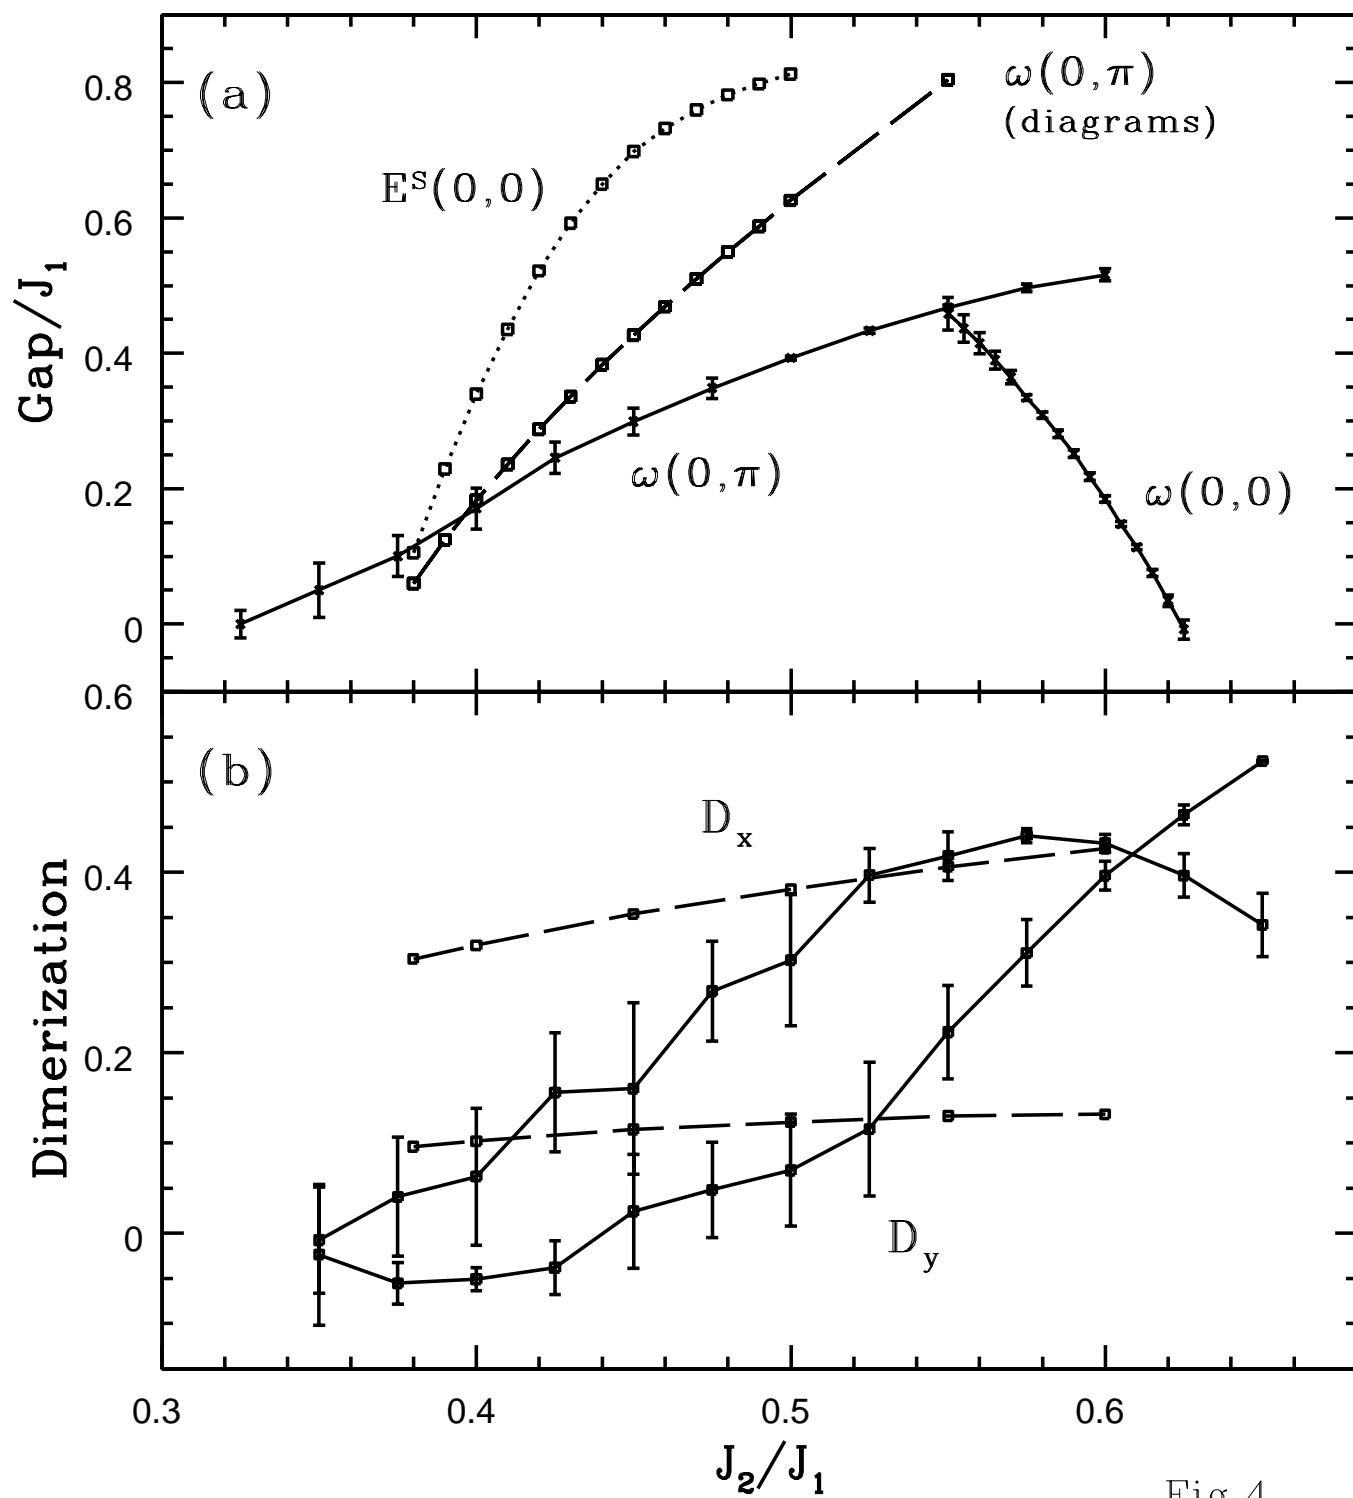 (a)
0.8
0.6
0.4
0.2
0
Gap/J1
E^S(0,0)
ω(0,π)
(diagrams)
ω(0,π)
ω(0,0)
(b)
0.6
0.4
0.2
0
Dimerization
D_x
D_y
0.3 0.4 0.5 0.6
J2/J1
Fig.4